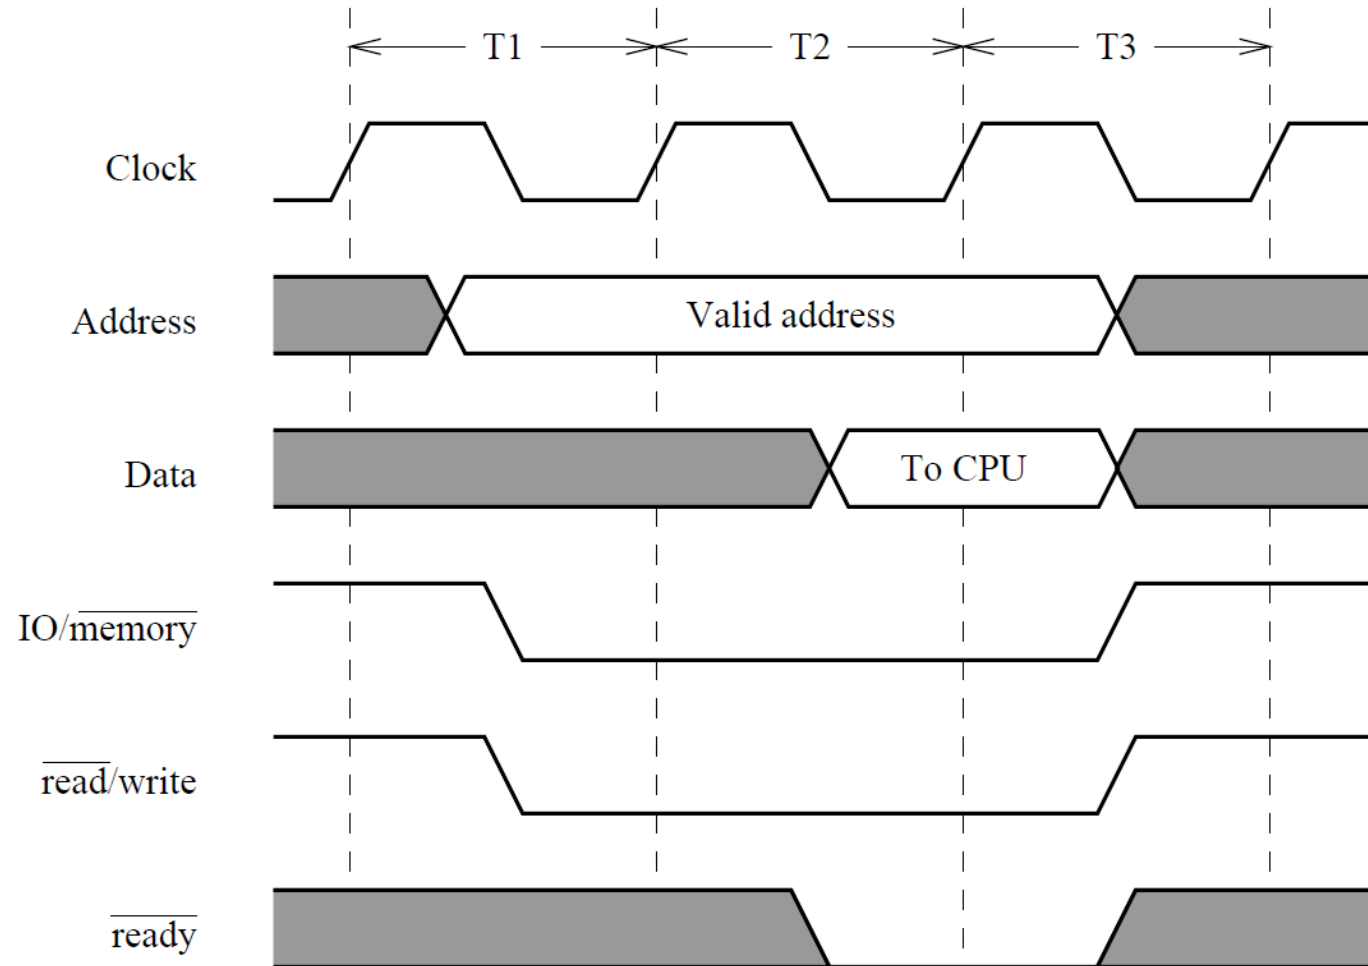 T1 T2 T3
Clock
Address Valid address
Data To CPU
IO/memory
read/write
ready